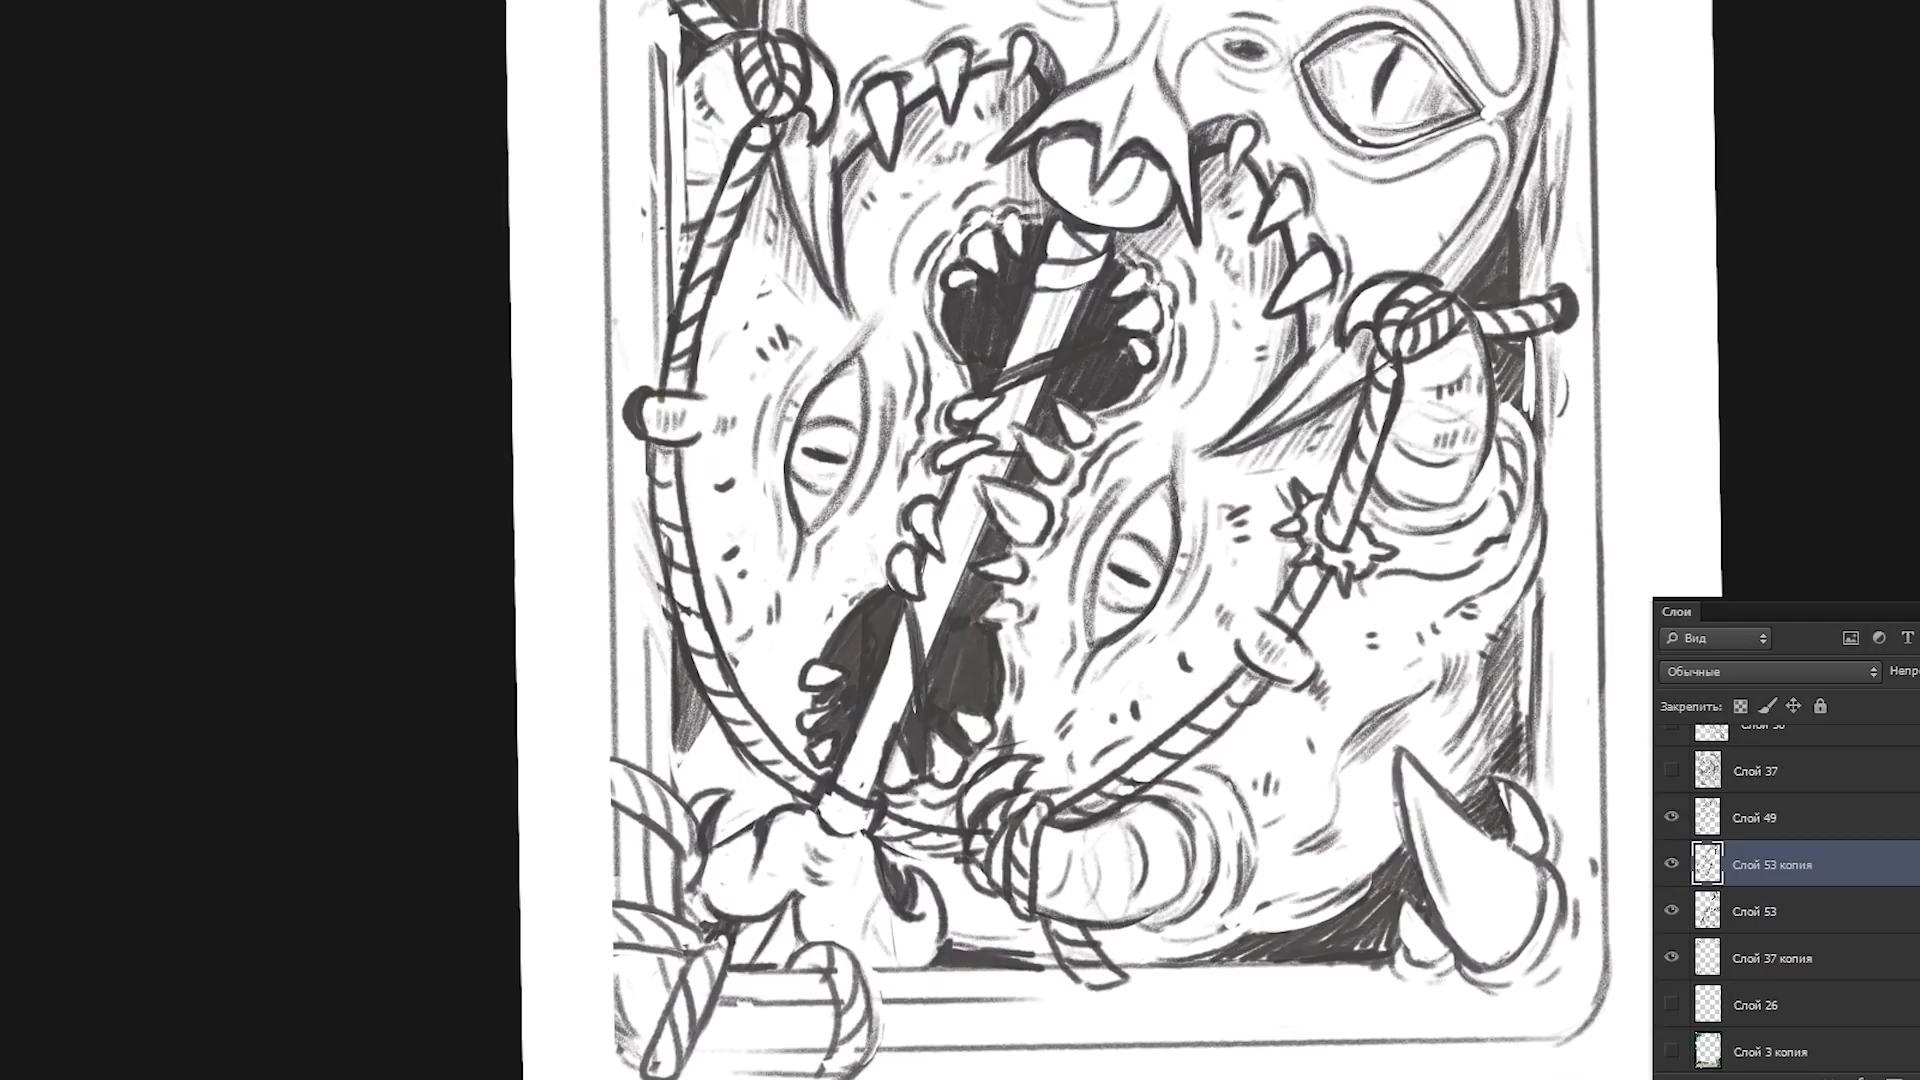 Слои
Вид
Обычные
Непр
Закрепить:
Слой 37
Слой 49
Слой 53 копия
Слой 53
Слой 37 копия
Слой 26
Слой 3 копия